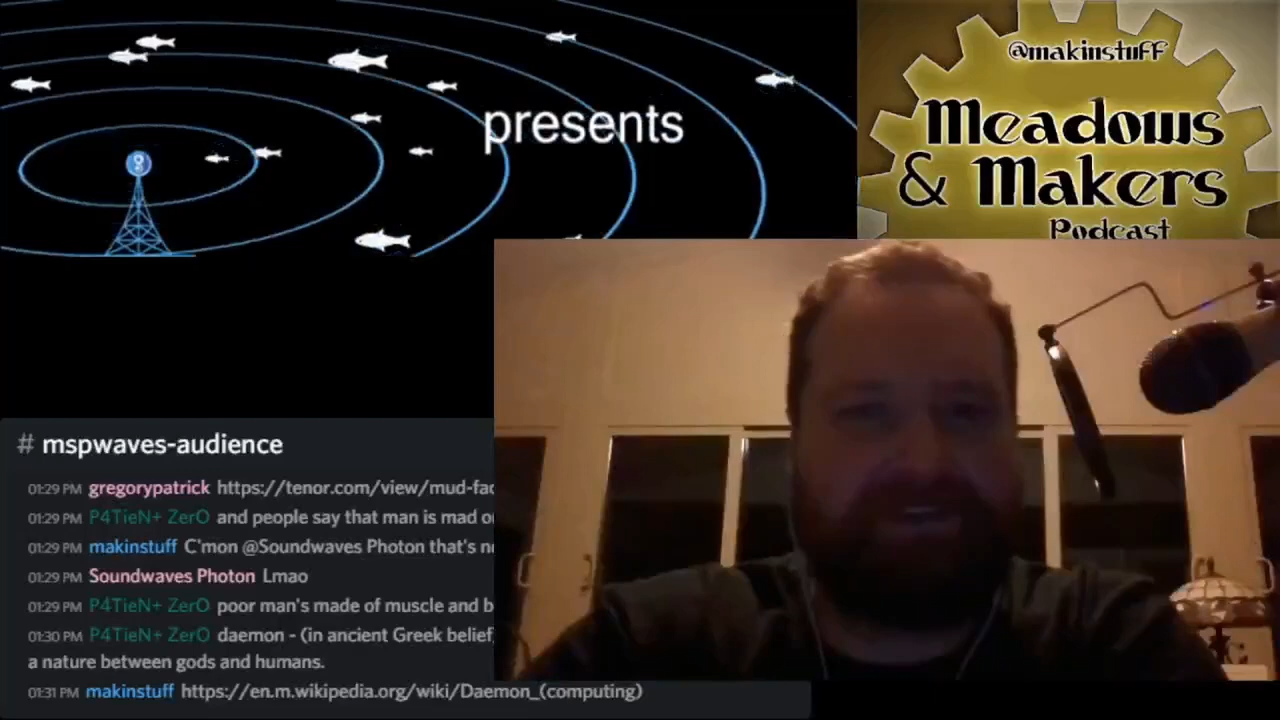 presents
@makinstuff
Meadows
& Makers
Podcast
# mspwaves-audience
01:29 PM gregorypatrick https://tenor.com/view/mud-fac
01:29 PM P4TieN+ ZerO and people say that man is mad o
01:29 PM makinstuff C'mon @Soundwaves Photon that's n
01:29 PM Soundwaves Photon Lmao
01:29 PM P4TieN+ ZerO poor man's made of muscle and b
01:30 PM P4TieN+ ZerO daemon - (in ancient Greek belief
a nature between gods and humans.
01:31 PM makinstuff https://en.m.wikipedia.org/wiki/Daemon_(computing)